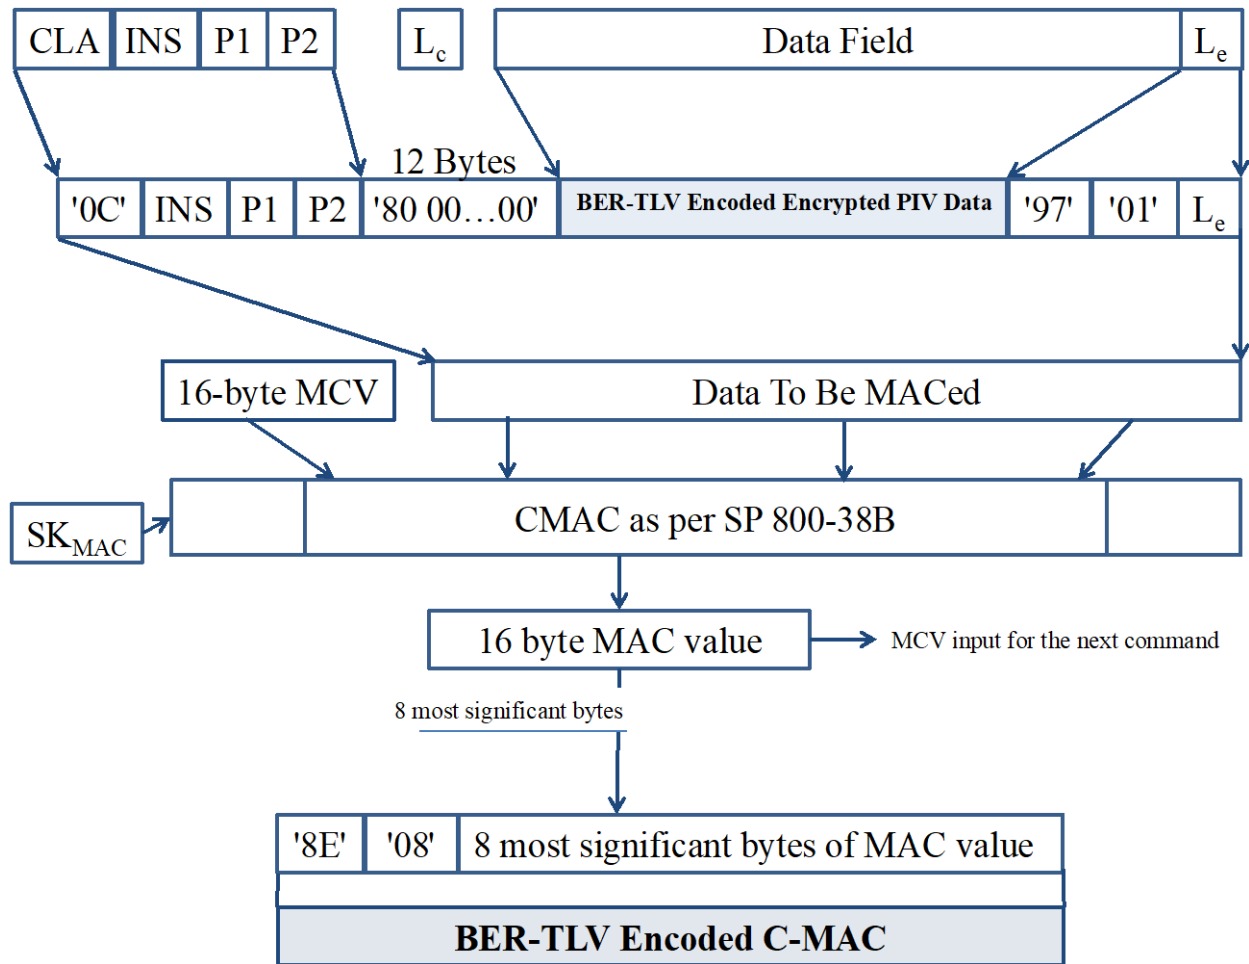 CLA INS P1 P2 Lc Data Field Le
12 Bytes
'0C' INS P1 P2 '80 00...00' BER-TLV Encoded Encrypted PIV Data '97' '01' Le
16-byte MCV Data To Be MACed
CMAC as per SP 800-38B
SKMAC
16 byte MAC value MCV input for the next command
8 most significant bytes
'8E' '08' 8 most significant bytes of MAC value
BER-TLV Encoded C-MAC